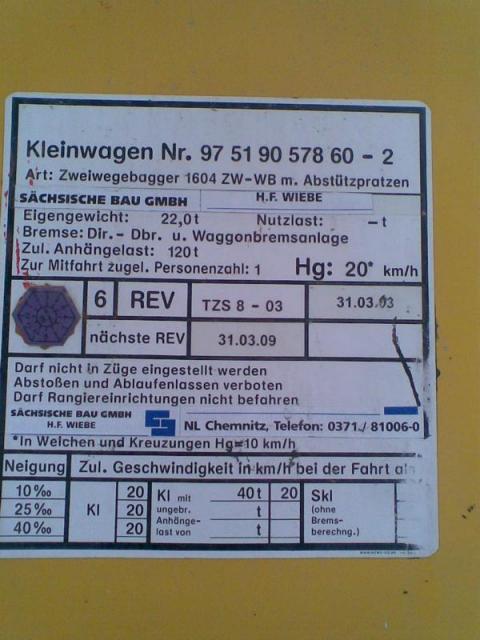 Kleinwagen Nr. 97 51 90 578 60 - 2
Art: Zweiwegebagger 1604 ZW-WB m. Abstützpratzen
SÄCHSISCHE BAU GMBH H.F. WIEBE
Eigengewicht: 22,0t Nutzlast: – t
Bremse: Dir.- Dbr. u. Waggonbremsanlage
Zul. Anhängelast: 120t
Zur Mitfahrt zugel. Personenzahl: 1 Hg: 20* km/h
6 REV TZS 8 - 03 31.03.03
nächste REV 31.03.09
Darf nicht in Züge eingestellt werden
Abstoßen und Ablaufenlassen verboten
Darf Rangiereinrichtungen nicht befahren
SÄCHSISCHE BAU GMBH
H.F. WIEBE
NL Chemnitz, Telefon: 0371./ 81006-0
*In Weichen und Kreuzungen Hg=10 km/h
Neigung Zul. Geschwindigkeit in km/h bei der Fahrt
10 ‰ 20
25 ‰ 20
40 ‰ 20
Kl
Kl mit ungebr. Anhänge-
last von
40 t 20
t
t
Skl
(ohne
Brems-
berechng.)